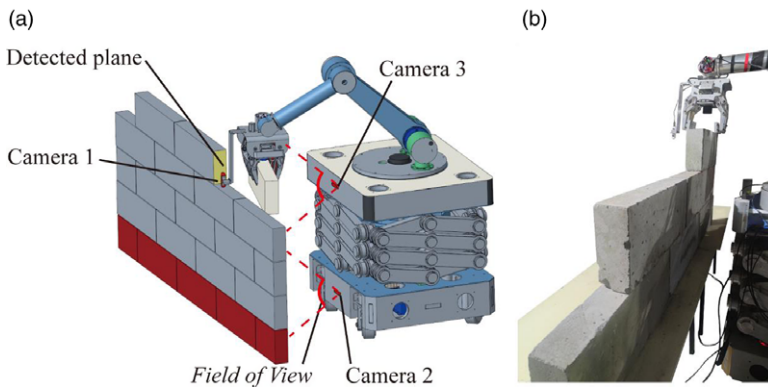 (a)
(b)
Detected plane
Camera 3
Camera 1
Field of View
Camera 2